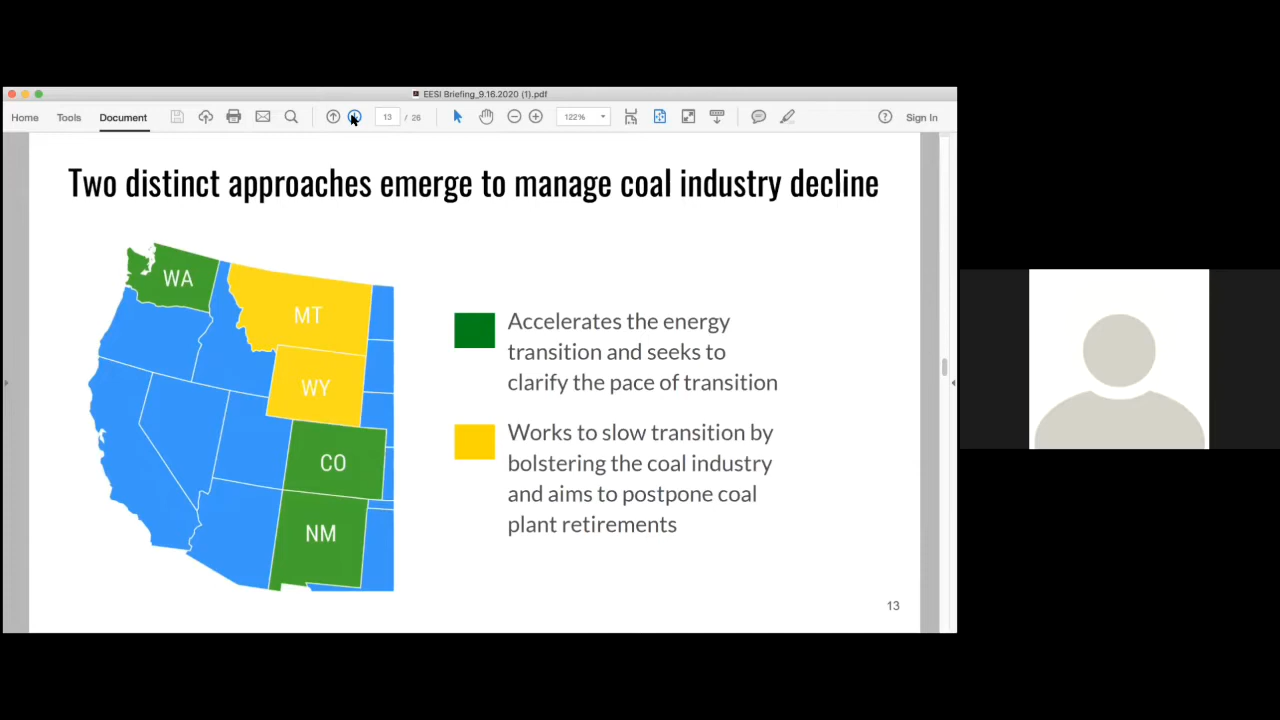 EESI Briefing_9.16.2020 (1).pdf
Home Tools Document 13 / 26 122% Sign In
Two distinct approaches emerge to manage coal industry decline
WA
MT
WY
CO
NM
Accelerates the energy
transition and seeks to
clarify the pace of transition
Works to slow transition by
bolstering the coal industry
and aims to postpone coal
plant retirements
13